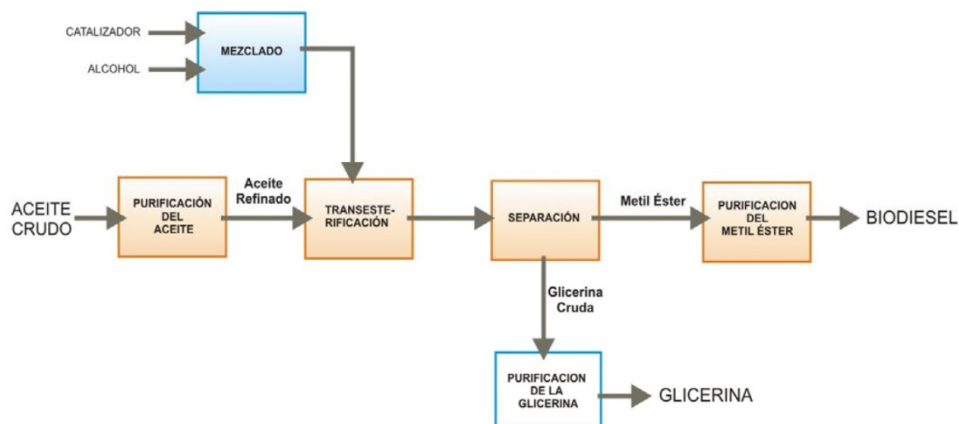 CATALIZADOR
ALCOHOL
MEZCLADO
ACEITE
CRUDO
PURIFICACIÓN
DEL
ACEITE
Aceite
Refinado
TRANSESTE-
RIFICACIÓN
SEPARACIÓN
Metil Éster
PURIFICACION
DEL
METIL ÉSTER
BIODIESEL
Glicerina
Cruda
PURIFICACION
DE LA
GLICERINA
GLICERINA